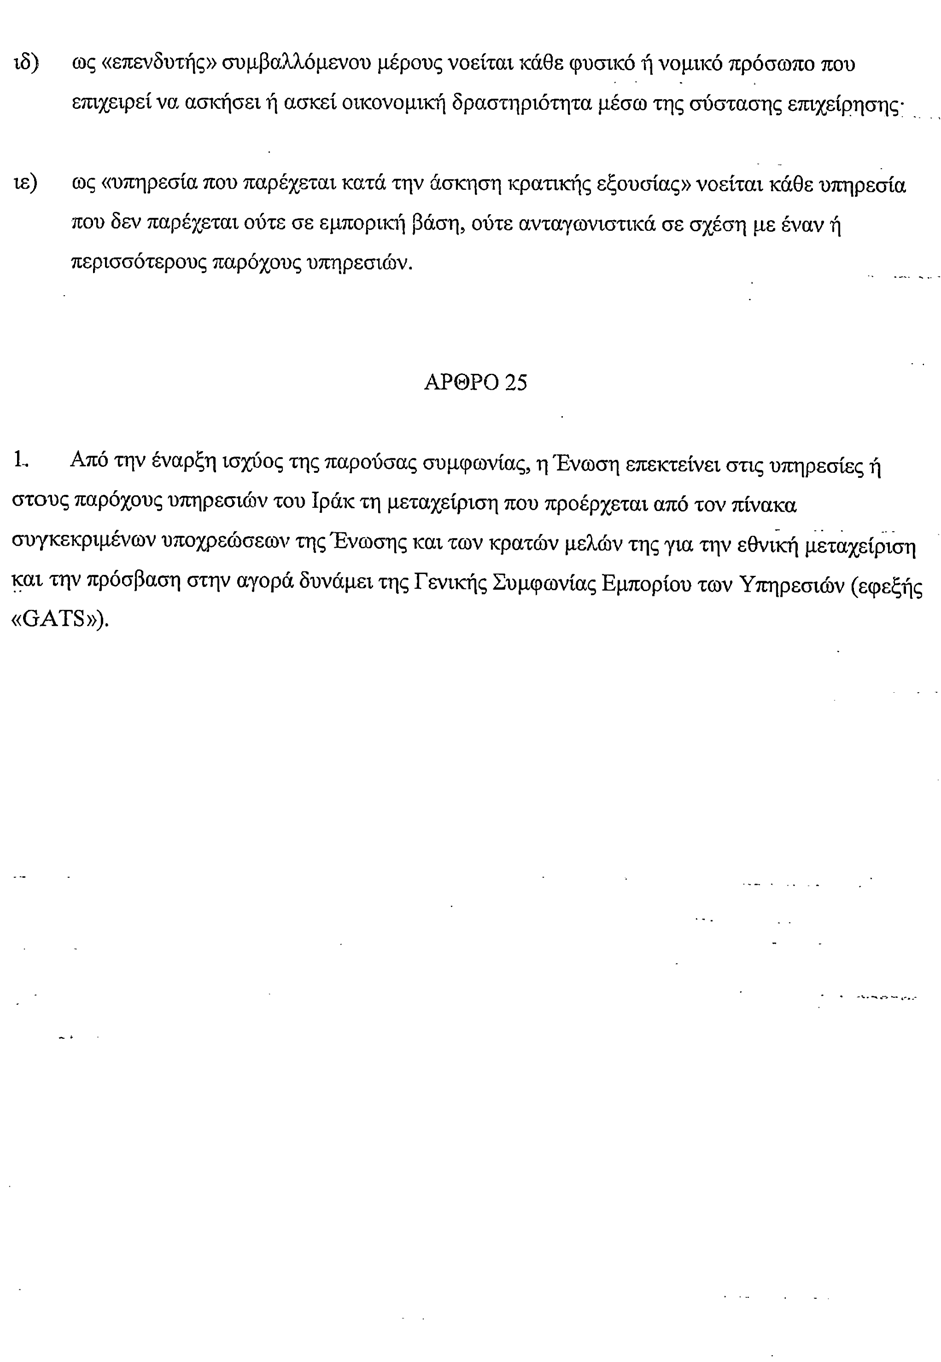 ιδ) ως «επενδυτής» συμβαλλόμενου μέρους νοείται κάθε φυσικό ή νομικό πρόσωπο που
επιχειρεί να ασκήσει ή ασκεί οικονομική δραστηριότητα μέσω της σύστασης επιχείρησης·
ιε) ως «υπηρεσία που παρέχεται κατά την άσκηση κρατικής εξουσίας» νοείται κάθε υπηρεσία
που δεν παρέχεται ούτε σε εμπορική βάση, ούτε ανταγωνιστικά σε σχέση με έναν ή
περισσότερους παρόχους υπηρεσιών.
ΑΡΘΡΟ 25
1. Από την έναρξη ισχύος της παρούσας συμφωνίας, η Ένωση επεκτείνει στις υπηρεσίες ή
στους παρόχους υπηρεσιών του Ιράκ τη μεταχείριση που προέρχεται από τον πίνακα
συγκεκριμένων υποχρεώσεων της Ένωσης και των κρατών μελών της για την εθνική μεταχείριση
και την πρόσβαση στην αγορά δυνάμει της Γενικής Συμφωνίας Εμπορίου των Υπηρεσιών (εφεξής
«GATS»).